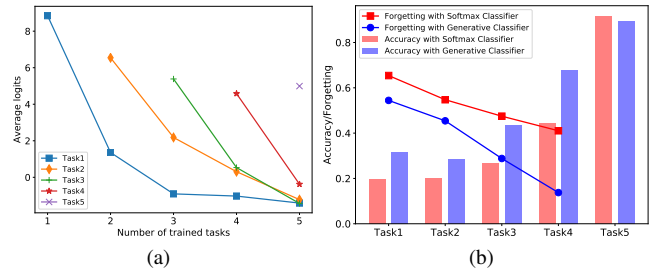 8
6
4
2
0
Average logits
Task1
Task2
Task3
Task4
Task5
1
2
3
4
5
Number of trained tasks
(a)
0.8
0.6
0.4
0.2
0.0
Accuracy/Forgetting
Forgetting with Softmax Classifier
Forgetting with Generative Classifier
Accuracy with Softmax Classifier
Accuracy with Generative Classifier
Task1
Task2
Task3
Task4
Task5
(b)